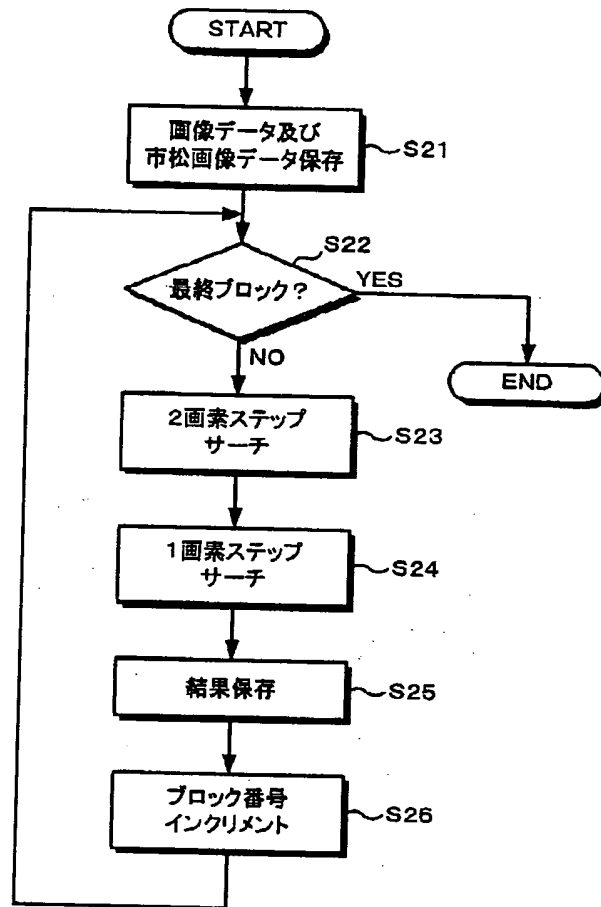 START
画像データ及び
市松画像データ保存
S21
S22
最終ブロック?
YES
NO
END
2画素ステップ
サーチ
S23
1画素ステップ
サーチ
S24
結果保存
S25
ブロック番号
インクリメント
S26